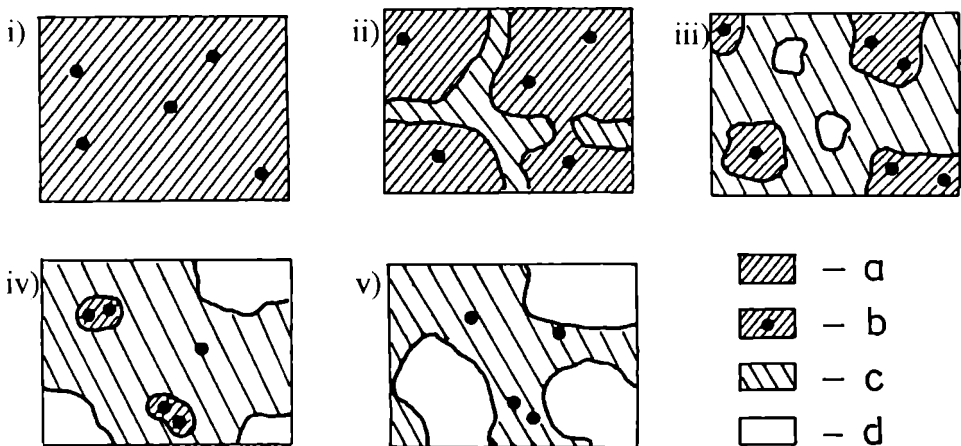 i)
ii)
iii)
iv)
v)
– a
– b
– c
– d